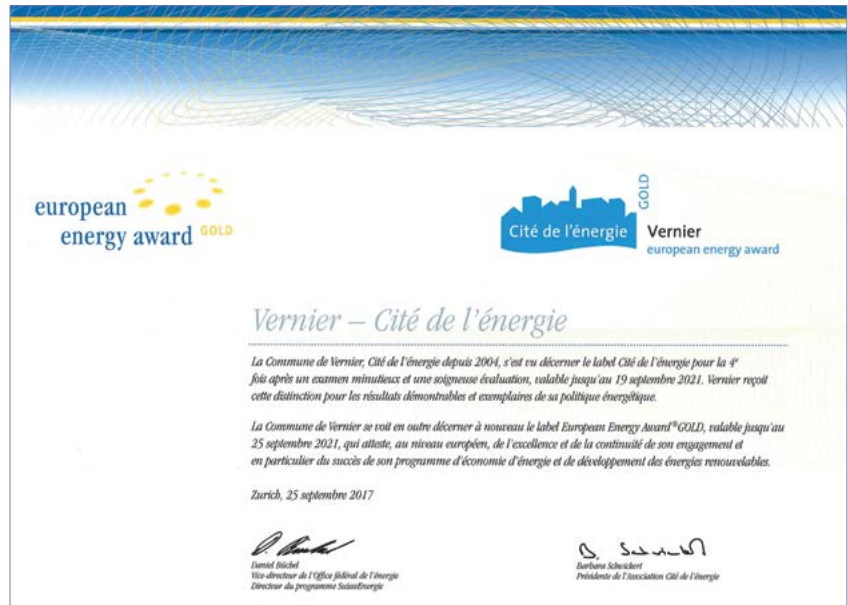 european
energy award GOLD
Cité de l'énergie
GOLD
Vernier
european energy award
Vernier – Cité de l'énergie
La Commune de Vernier, Cité de l'énergie depuis 2004, s'est vu décerner le label Cité de l'énergie pour la 4e
fois après un examen minutieux et une soigneuse évaluation, valable jusqu'au 19 septembre 2021. Vernier reçoit
cette distinction pour les résultats démontrables et exemplaires de sa politique énergétique.
La Commune de Vernier se voit en outre décerner à nouveau le label European Energy Award®GOLD, valable jusqu'au
25 septembre 2021, qui atteste, au niveau européen, de l'excellence et de la continuité de son engagement et
en particulier du succès de son programme d'économie d'énergie et de développement des énergies renouvelables.
Zurich, 25 septembre 2017
Daniel Büchel
Vice-directeur de l'Office fédéral de l'énergie
Directeur du programme SuisseEnergie
Barbara Schwickert
Présidente de l'Association Cité de l'énergie